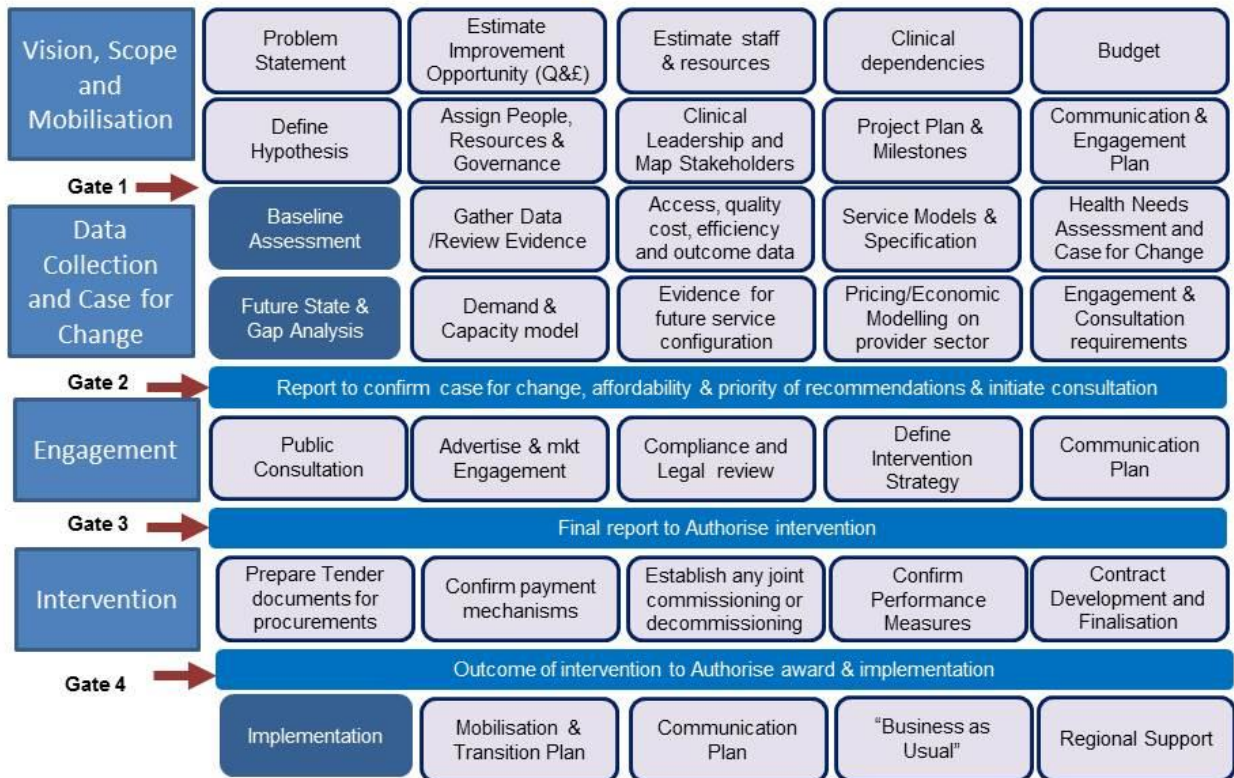 Vision, Scope
and
Mobilisation
Problem
Statement
Estimate
Improvement
Opportunity (Q&£)
Estimate staff
& resources
Clinical
dependencies
Budget
Define
Hypothesis
Assign People,
Resources &
Governance
Clinical
Leadership and
Map Stakeholders
Project Plan &
Milestones
Communication &
Engagement
Plan
Gate 1
Data
Collection
and Case for
Change
Baseline
Assessment
Gather Data
/Review Evidence
Access, quality
cost, efficiency
and outcome data
Service Models &
Specification
Health Needs
Assessment and
Case for Change
Future State &
Gap Analysis
Demand &
Capacity model
Evidence for
future service
configuration
Pricing/Economic
Modelling on
provider sector
Engagement &
Consultation
requirements
Gate 2
Report to confirm case for change, affordability & priority of recommendations & initiate consultation
Engagement
Public
Consultation
Advertise & mkt
Engagement
Compliance and
Legal review
Define
Intervention
Strategy
Communication
Plan
Gate 3
Final report to Authorise intervention
Intervention
Prepare Tender
documents for
procurements
Confirm payment
mechanisms
Establish any joint
commissioning or
decommissioning
Confirm
Performance
Measures
Contract
Development and
Finalisation
Gate 4
Outcome of intervention to Authorise award & implementation
Implementation
Mobilisation &
Transition Plan
Communication
Plan
“Business as
Usual”
Regional Support